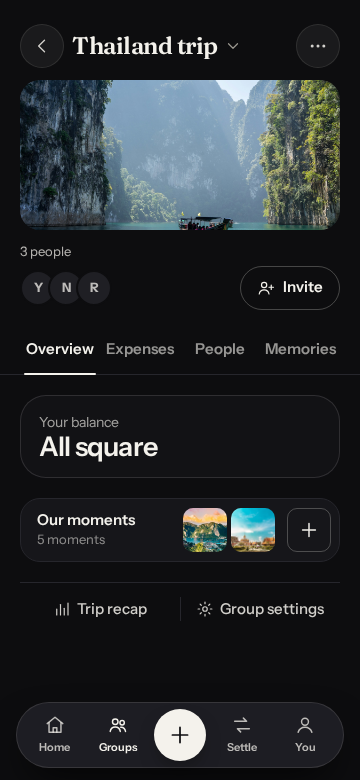 Thailand trip
3 people
Y N R
Invite
Overview Expenses People Memories
Your balance
All square
Our moments
5 moments
Trip recap
Group settings
Home Groups Settle You